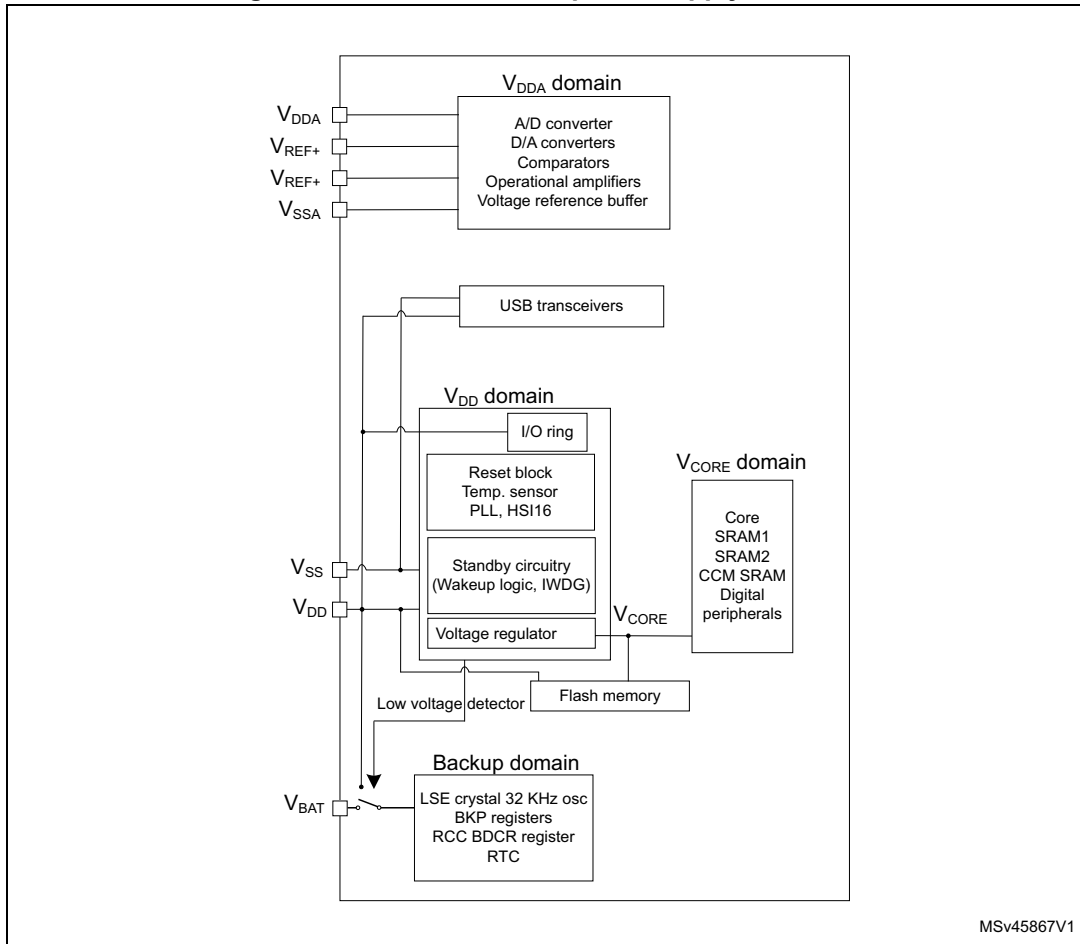 VDDA domain
VDDA
VREF+
VREF+
VSSA
A/D converter
D/A converters
Comparators
Operational amplifiers
Voltage reference buffer
USB transceivers
VDD domain
I/O ring
Reset block
Temp. sensor
PLL, HSI16
Standby circuitry
(Wakeup logic, IWDG)
Voltage regulator
VSS
VDD
VCORE
VCORE domain
Core
SRAM1
SRAM2
CCM SRAM
Digital
peripherals
Flash memory
Low voltage detector
Backup domain
VBAT
LSE crystal 32 KHz osc
BKP registers
RCC BDCR register
RTC
MSv45867V1